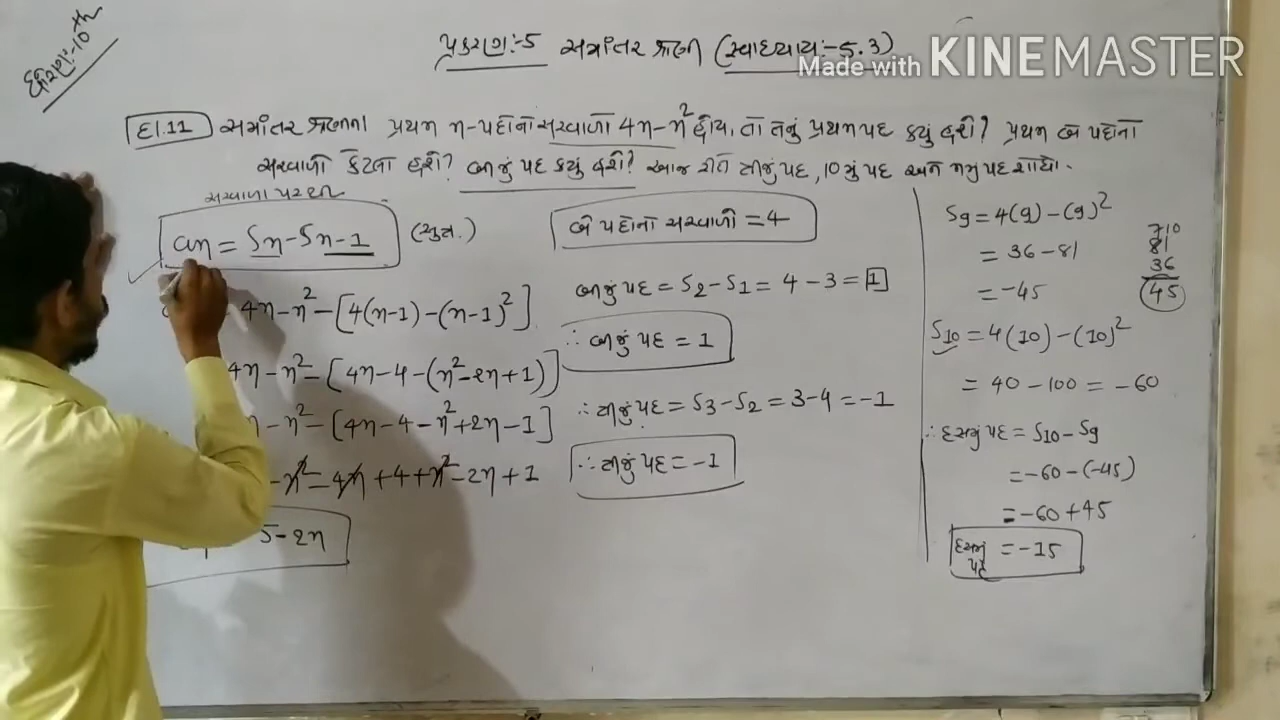 ધોરણ:-10th
પ્રકરણ:-5 સમાંતર શ્રેણી (સ્વાધ્યાય:-5.3)
Made with KINEMASTER
દા.11 સમાંતર શ્રેણીના પ્રથમ n-પદોનો સરવાળો 4n-n² હોય, તો તેનું પ્રથમ પદ કયું હશે? પ્રથમ બે પદોનો
સરવાળો કેટલો હશે? બીજું પદ કયું હશે? આજ રીતે ત્રીજું પદ, 10મું પદ અને nમું પદ શોધો.
સરવાળા પરથી
an = Sn-Sn-1 (સુત્ર.)
4n-n²-[4(n-1)-(n-1)²]
4n-n²-[4n-4-(n²-2n+1)]
n-n²-[4n-4-n²+2n-1]
-n²-4n+4+n²-2n+1
5-2n
બે પદોનો સરવાળો = 4
બીજું પદ = S2-S1 = 4-3 = 1
∴ બીજું પદ = 1
∴ ત્રીજું પદ = S3-S2 = 3-4 = -1
∴ ત્રીજું પદ = -1
S9 = 4(9)-(9)²
= 36-81
= -45
710
81
36
45
S10 = 4(10)-(10)²
= 40-100 = -60
∴ દસમું પદ = S10-S9
= -60-(-45)
= -60+45
દસમું પદ = -15